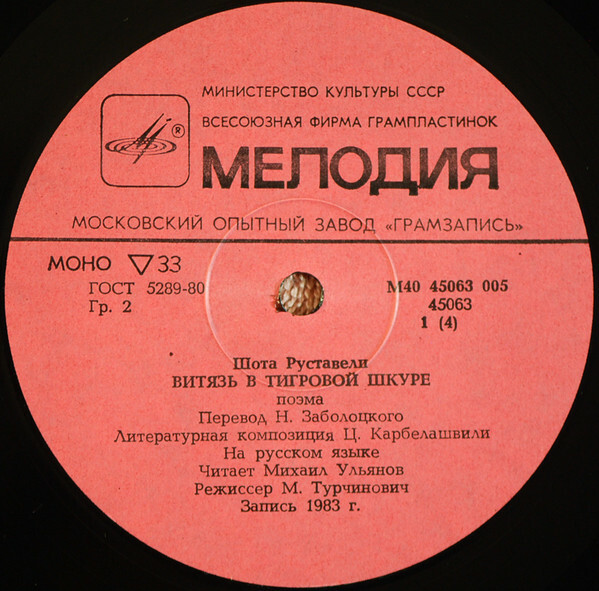 МИНИСТЕРСТВО КУЛЬТУРЫ СССР
ВСЕСОЮЗНАЯ ФИРМА ГРАМПЛАСТИНОК
®
МЕЛОДИЯ
МОСКОВСКИЙ ОПЫТНЫЙ ЗАВОД «ГРАМЗАПИСЬ»
МОНО ▽ 33
ГОСТ 5289-80
Гр. 2
М40 45063 005
45063
1 (4)
Шота Руставели
ВИТЯЗЬ В ТИГРОВОЙ ШКУРЕ
поэма
Перевод Н. Заболоцкого
Литературная композиция Ц. Карбелашвили
На русском языке
Читает Михаил Ульянов
Режиссер М. Турчинович
Запись 1983 г.